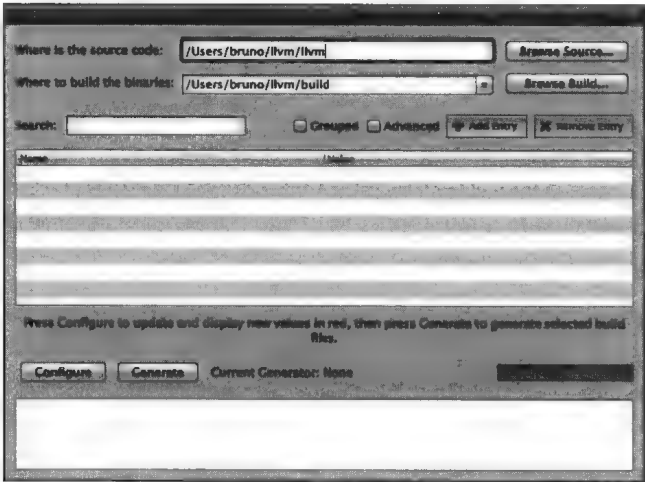 Where is the source code: /Users/bruno/llvm/llvm Browse Source...
Where to build the binaries: /Users/bruno/llvm/build Browse Build...
Search: Grouped Advanced Add Entry Remove Entry
Name Value
Press Configure to update and display new values in red, then press Generate to generate selected build
files.
Configure Generate Current Generator: None